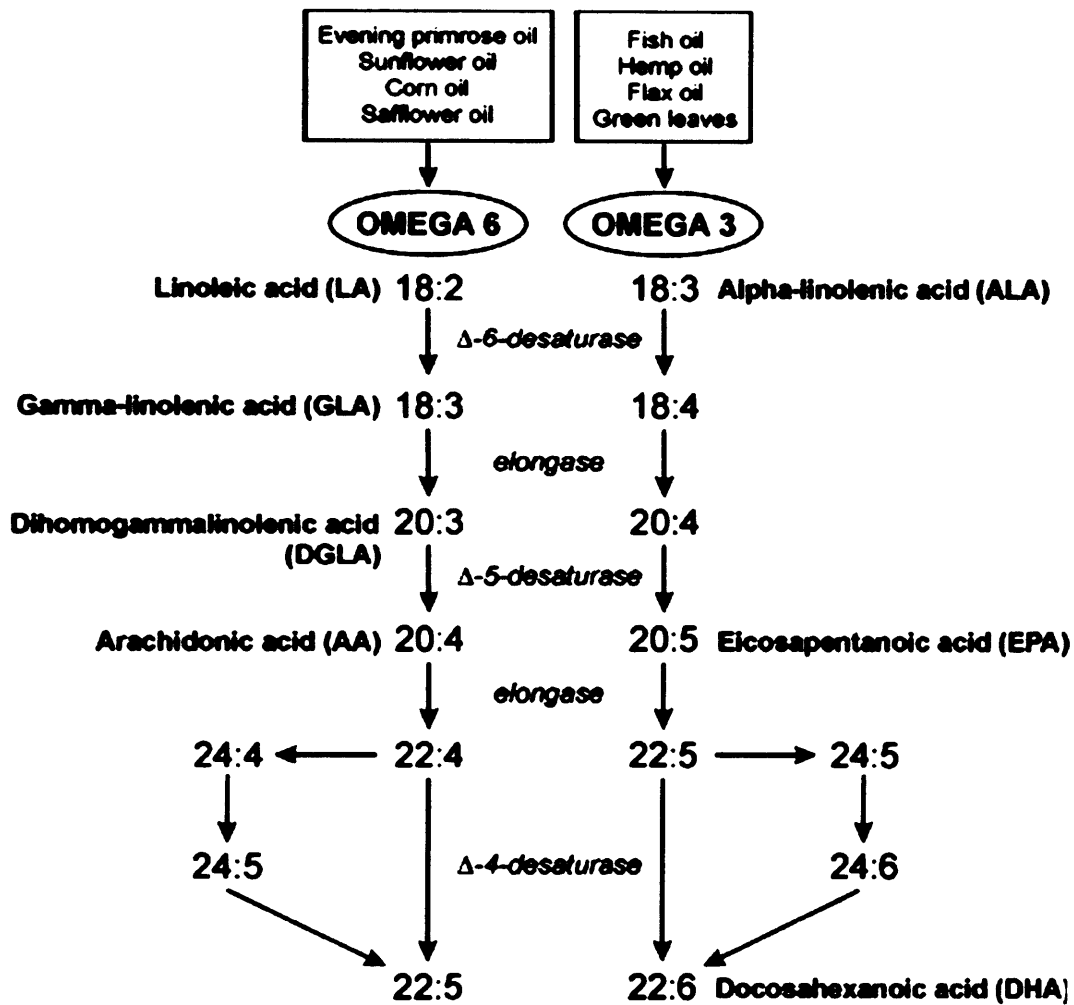 Evening primrose oil
Sunflower oil
Corn oil
Safflower oil
Fish oil
Hemp oil
Flax oil
Green leaves
OMEGA 6
OMEGA 3
Linoleic acid (LA) 18:2
18:3 Alpha-linolenic acid (ALA)
Δ-6-desaturase
Gamma-linolenic acid (GLA) 18:3
18:4
elongase
Dihomogammalinolenic acid 20:3
(DGLA)
20:4
Δ-5-desaturase
Arachidonic acid (AA) 20:4
20:5 Eicosapentanoic acid (EPA)
elongase
24:4
22:4
22:5
24:5
24:5
Δ-4-desaturase
24:6
22:5
22:6 Docosahexanoic acid (DHA)